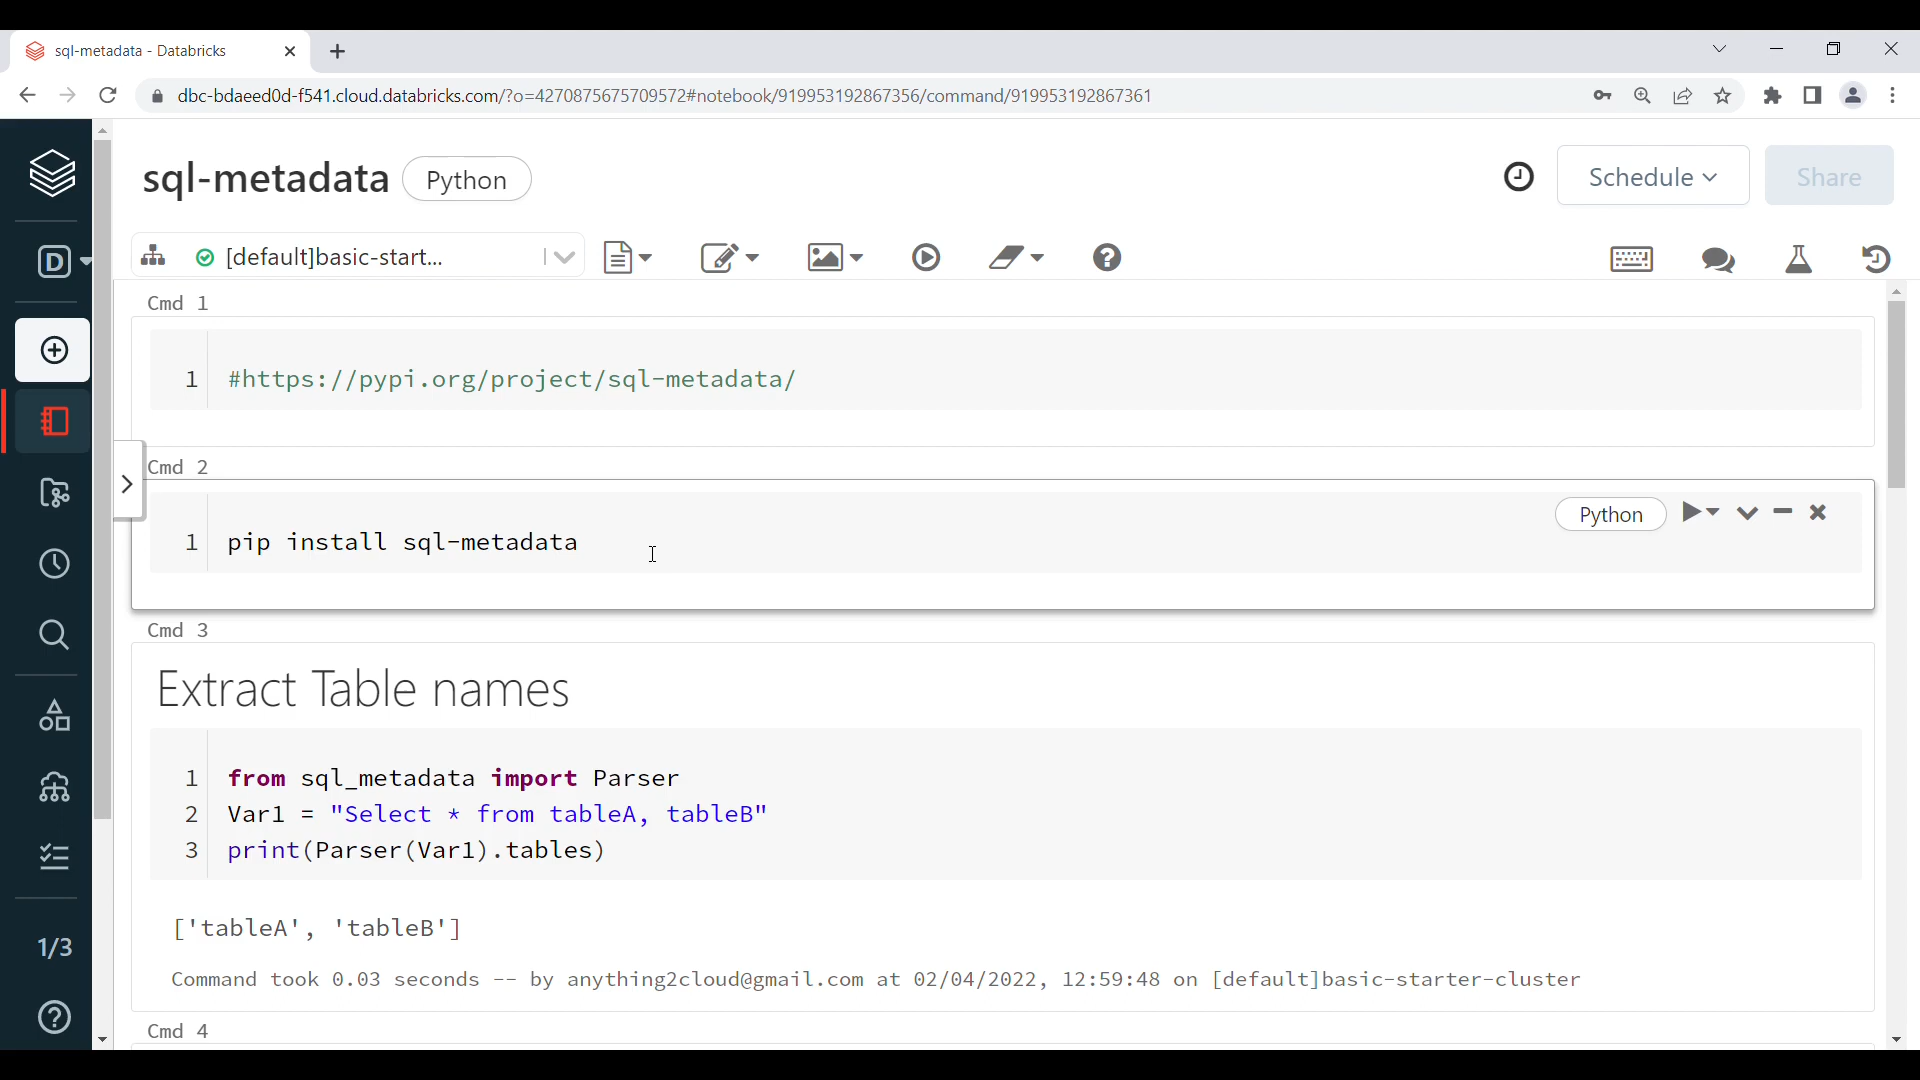 sql-metadata - Databricks
dbc-bdaeed0d-f541.cloud.databricks.com/?o=4270875675709572#notebook/919953192867356/command/919953192867361
sql-metadata Python
Schedule
Share
D
[default]basic-start...
Cmd 1
1 #https://pypi.org/project/sql-metadata/
Cmd 2
Python
1 pip install sql-metadata
Cmd 3
Extract Table names
1 from sql_metadata import Parser
2 Var1 = "Select * from tableA, tableB"
3 print(Parser(Var1).tables)
['tableA', 'tableB']
Command took 0.03 seconds -- by anything2cloud@gmail.com at 02/04/2022, 12:59:48 on [default]basic-starter-cluster
1/3
Cmd 4